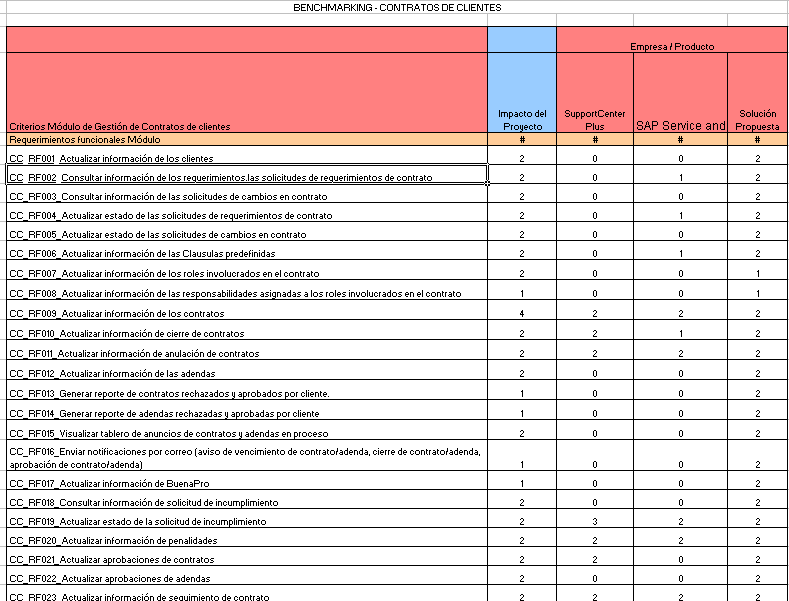 BENCHMARKING - CONTRATOS DE CLIENTES
Empresa / Producto
Criterios Módulo de Gestión de Contratos de clientes Impacto del Proyecto SupportCenter Plus SAP Service and Solución Propuesta
Requerimientos funcionales Módulo # # # #
CC_RF001_Actualizar información de los clientes 2 0 0 2
CC_RF002_Consultar información de los requerimientos.las solicitudes de requerimientos de contrato 2 0 1 2
CC_RF003_Consultar información de las solicitudes de cambios en contrato 2 0 0 2
CC_RF004_Actualizar estado de las solicitudes de requerimientos de contrato 2 0 1 2
CC_RF005_Actualizar estado de las solicitudes de cambios en contrato 2 0 0 2
CC_RF006_Actualizar información de las Clausulas predefinidas 2 0 1 2
CC_RF007_Actualizar información de los roles involucrados en el contrato 2 0 0 1
CC_RF008_Actualizar información de las responsabilidades asignadas a los roles involucrados en el contrato 1 0 0 1
CC_RF009_Actualizar información de los contratos 4 2 2 2
CC_RF010_Actualizar información de cierre de contratos 2 2 1 2
CC_RF011_Actualizar información de anulación de contratos 2 2 2 2
CC_RF012_Actualizar información de las adendas 2 0 0 2
CC_RF013_Generar reporte de contratos rechazados y aprobados por cliente. 1 0 0 2
CC_RF014_Generar reporte de adendas rechazadas y aprobadas por cliente 1 0 0 2
CC_RF015_Visualizar tablero de anuncios de contratos y adendas en proceso 2 0 0 2
CC_RF016_Enviar notificaciones por correo (aviso de vencimiento de contrato/adenda, cierre de contrato/adenda,
aprobación de contrato/adenda) 1 0 0 2
CC_RF017_Actualizar información de BuenaPro 1 0 0 2
CC_RF018_Consultar información de solicitud de incumplimiento 2 0 0 2
CC_RF019_Actualizar estado de la solicitud de incumplimiento 2 3 2 2
CC_RF020_Actualizar información de penalidades 2 2 2 2
CC_RF021_Actualizar aprobaciones de contratos 2 2 0 2
CC_RF022_Actualizar aprobaciones de adendas 2 0 0 2
CC_RF023_Actualizar información de seguimiento de contrato 2 2 2 2